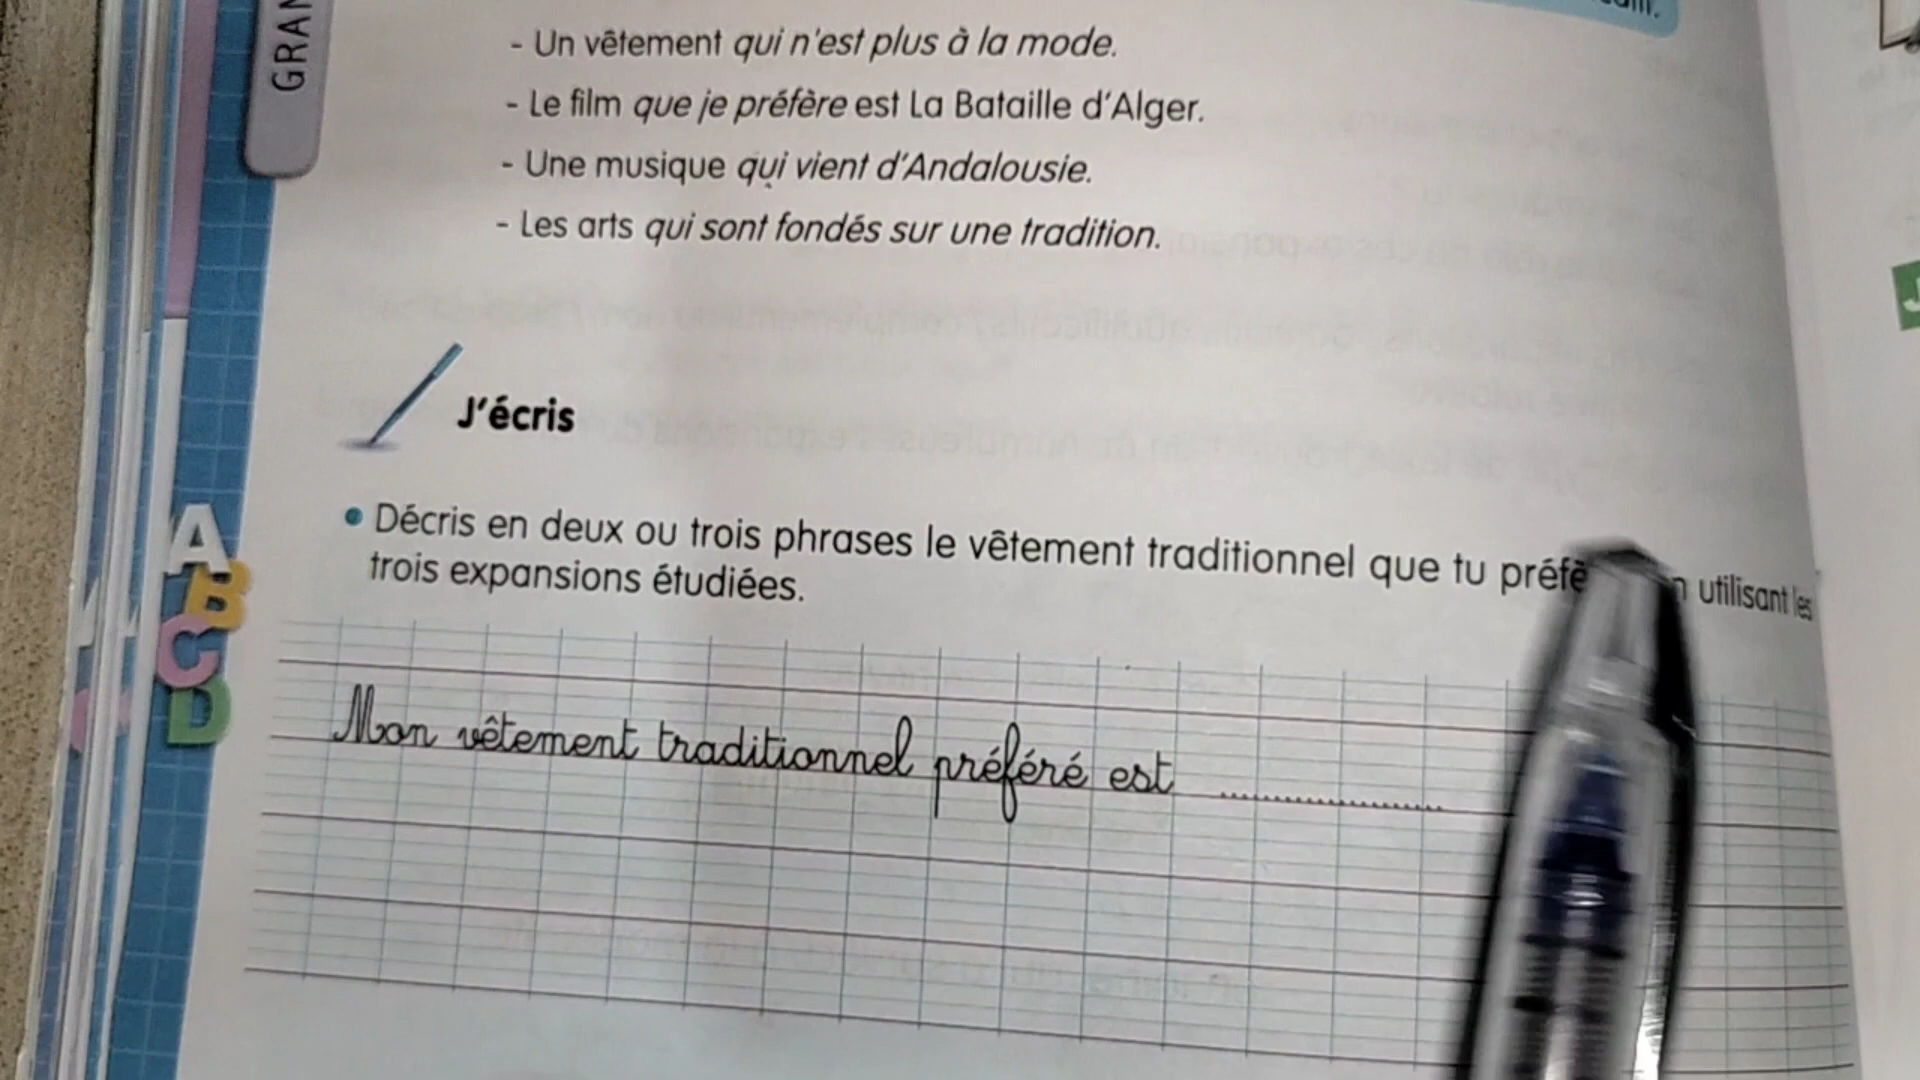 - Un vêtement qui n'est plus à la mode.
- Le film que je préfère est La Bataille d'Alger.
- Une musique qui vient d'Andalousie.
- Les arts qui sont fondés sur une tradition.
J'écris
• Décris en deux ou trois phrases le vêtement traditionnel que tu utilisant les
trois expansions étudiées.
A
B
C
D
Mon vêtement traditionnel préféré est ....................